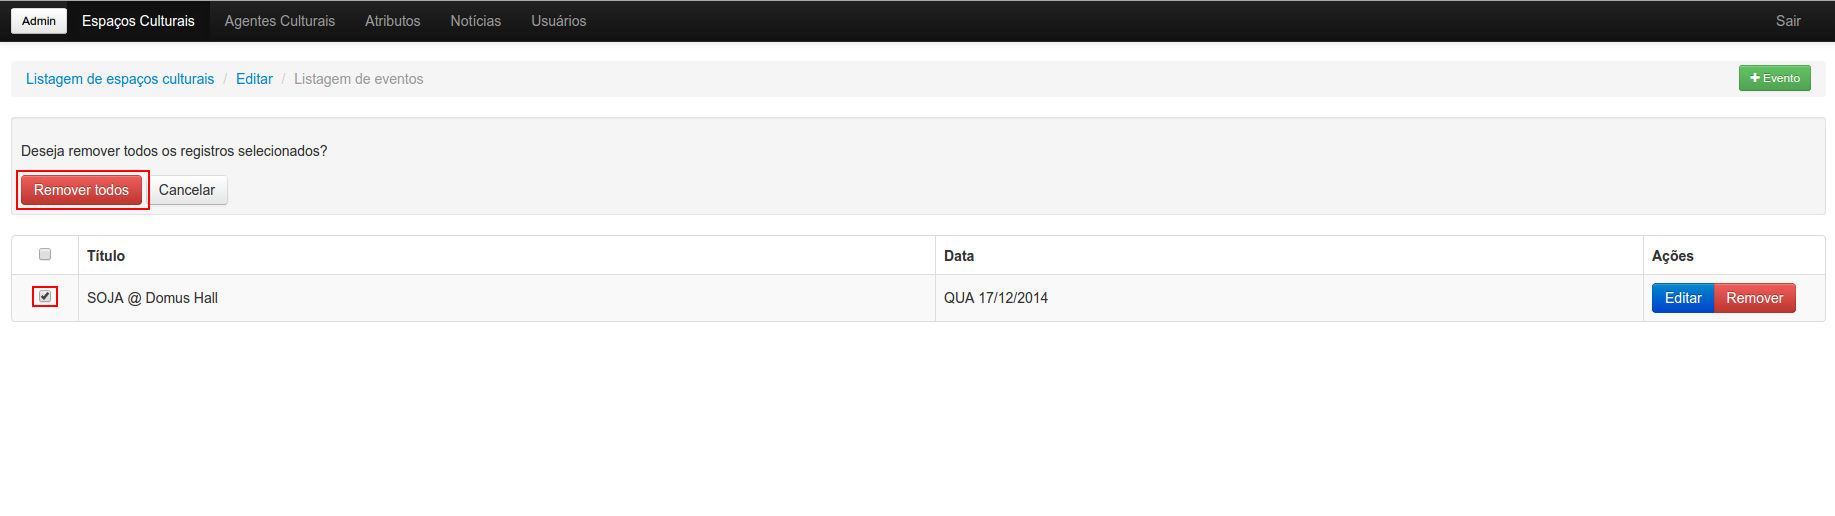 Admin Espaços Culturais Agentes Culturais Atributos Notícias Usuários Sair
Listagem de espaços culturais / Editar / Listagem de eventos + Evento
Deseja remover todos os registros selecionados?
Remover todos Cancelar
Título Data Ações
SOJA @ Domus Hall QUA 17/12/2014 Editar Remover